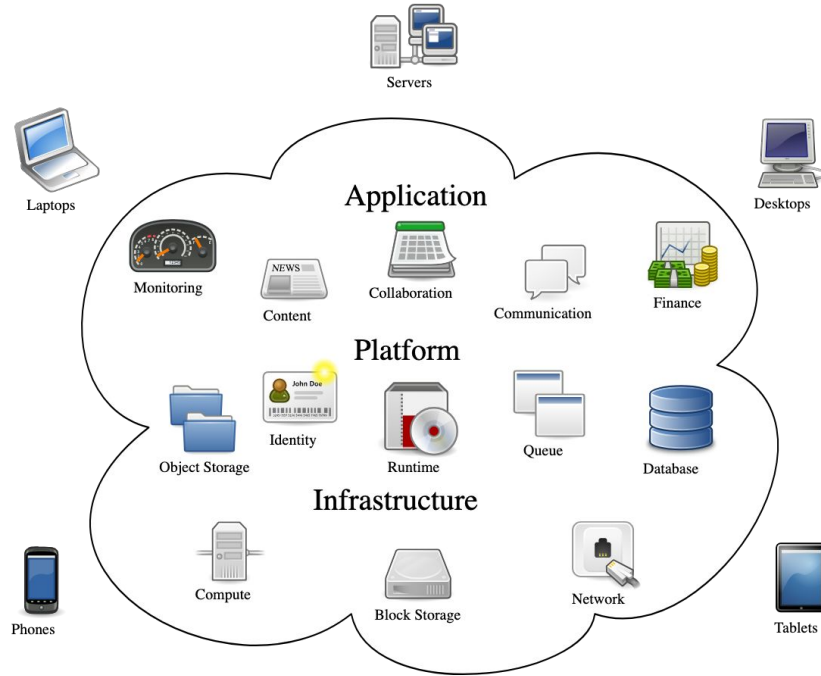 Servers
Laptops
Desktops
Application
Monitoring
NEWS
Content
Collaboration
Communication
Finance
Platform
Object Storage
John Doe
Identity
Runtime
Queue
Database
Infrastructure
Compute
Block Storage
Network
Phones
Tablets